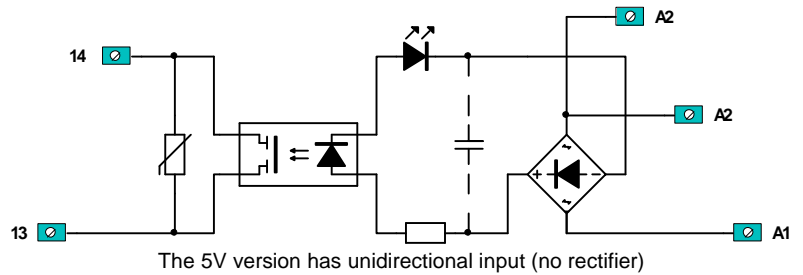 A2
14
A2
+
-
13
A1
The 5V version has unidirectional input (no rectifier)